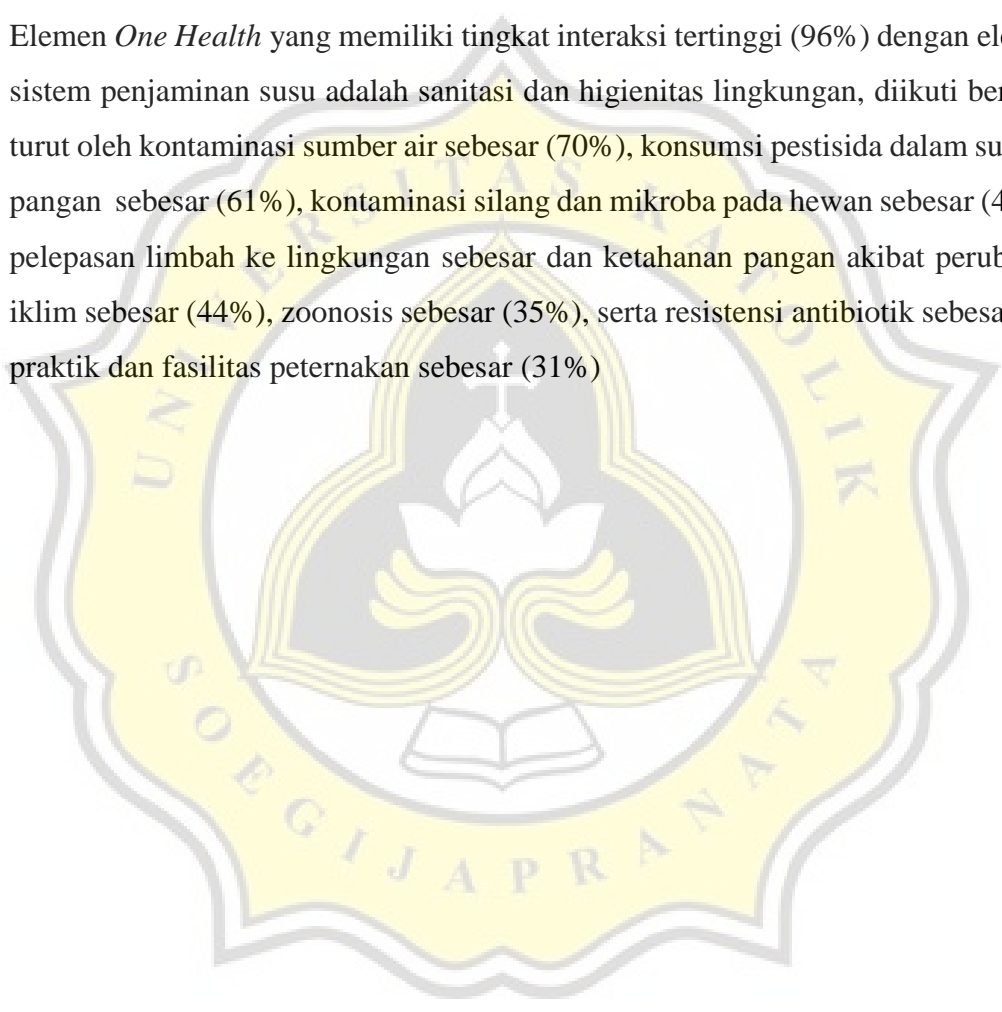 Elemen One Health yang memiliki tingkat interaksi tertinggi (96%) dengan
sistem penjaminan susu adalah sanitasi dan higienitas lingkungan, diikuti
turut oleh kontaminasi sumber air sebesar (70%), konsumsi pestisida dalam
pangan sebesar (61%), kontaminasi silang dan mikroba pada hewan sebesar
pelepasan limbah ke lingkungan sebesar dan ketahanan pangan akibat
iklim sebesar (44%), zoonosis sebesar (35%), serta resistensi antibiotik
praktik dan fasilitas peternakan sebesar (31%)
UNIVERSITAS KATOLIK
SOEGIJAPRANATA